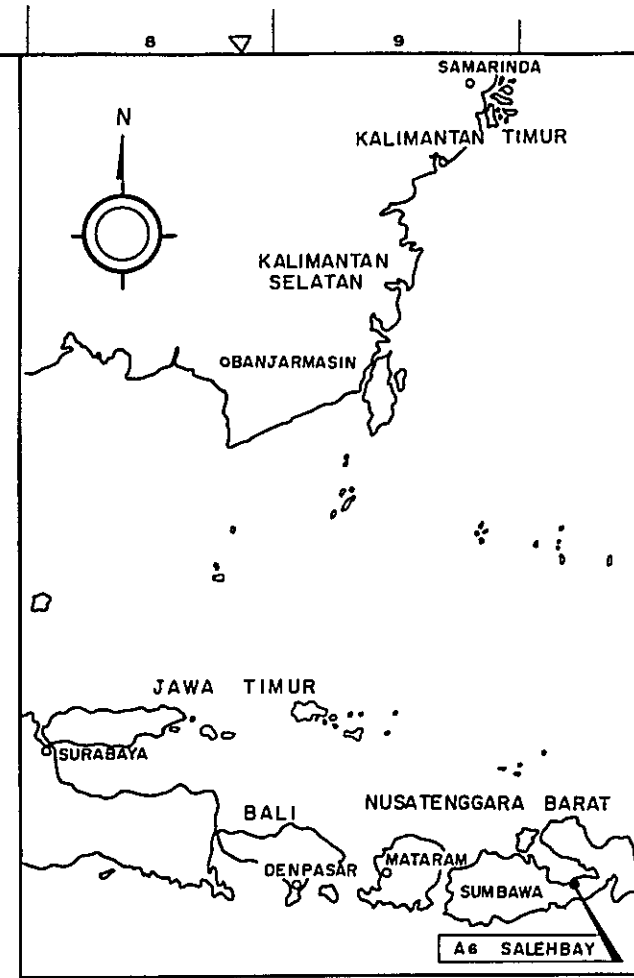 8 9
SAMARINDA
N
KALIMANTAN TIMUR
KALIMANTAN
SELATAN
BANJARMASIN
JAWA TIMUR
SURABAYA
NUSATENGGARA BARAT
BALI
MATARAM
DENPASAR
SUMBAWA
A6 SALEHBAY